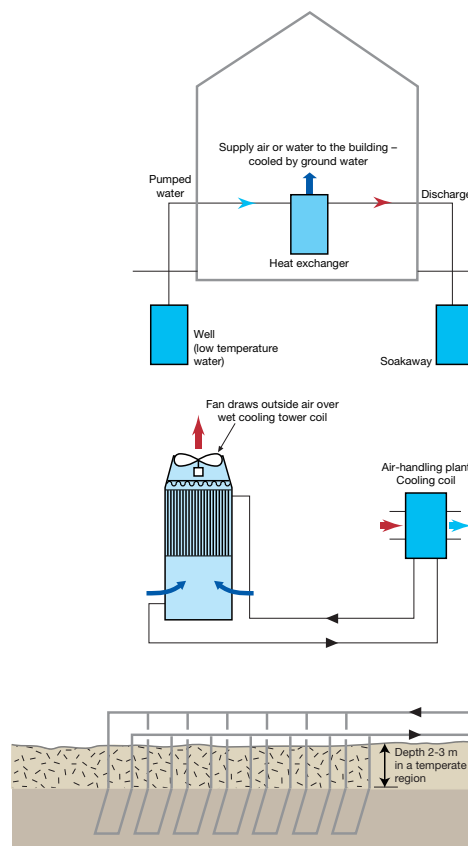 Supply air or water to the building –
cooled by ground water
Pumped
water
Discharge
Heat exchanger
Well
(low temperature
water)
Soakaway
Fan draws outside air over
wet cooling tower coil
Air-handling plant
Cooling coil
Depth 2-3 m
in a temperate
region